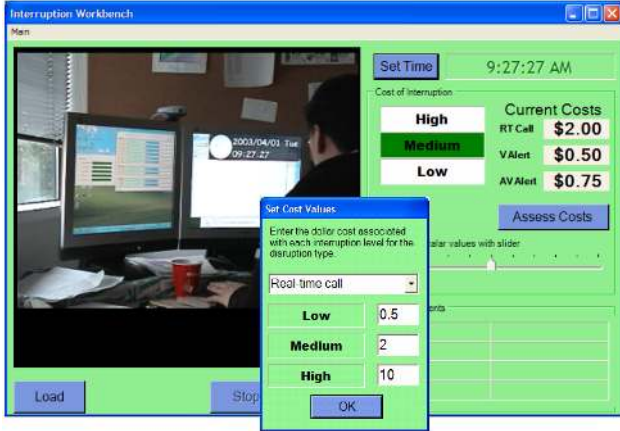 Interruption Workbench
Main
Set Time
9:27:27 AM
2003/04/01 Tue
09:27.27
Cost of Interruption
High
Medium
Low
Current Costs
RT Call $2.00
V Alert $0.50
AV Alert $0.75
Assess Costs
values with slider
Set Cost Values
Enter the dollar cost associated
with each interruption level for the
disruption type.
Real-time call
Low 0.5
Medium 2
High 10
OK
Load
Stop